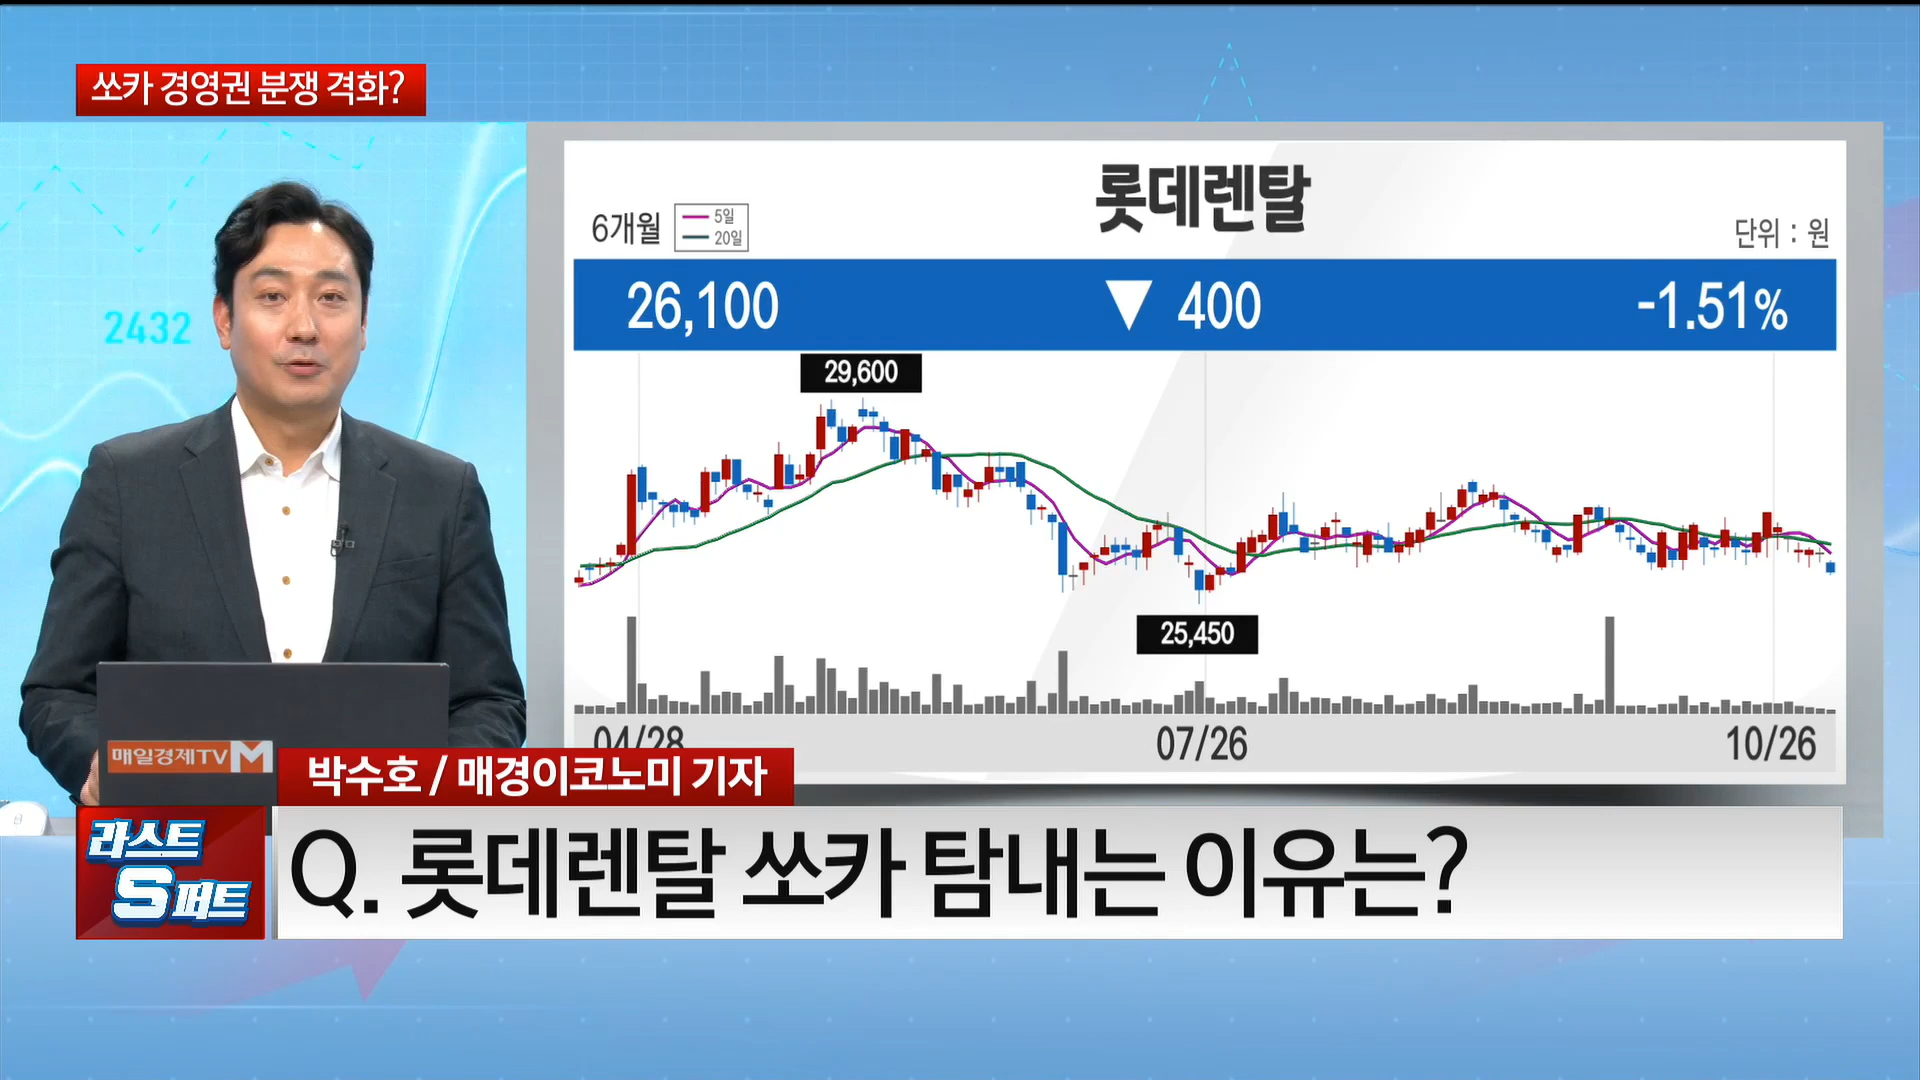 쏘카 경영권 분쟁 격화?
롯데렌탈
6개월
5일
20일
단위 : 원
26,100 ▼ 400 -1.51%
29,600
2432
25,450
04/28 07/26 10/26
매일경제TV M
박수호 / 매경이코노미 기자
라스트
S퍼트
Q. 롯데렌탈 쏘카 탐내는 이유는?